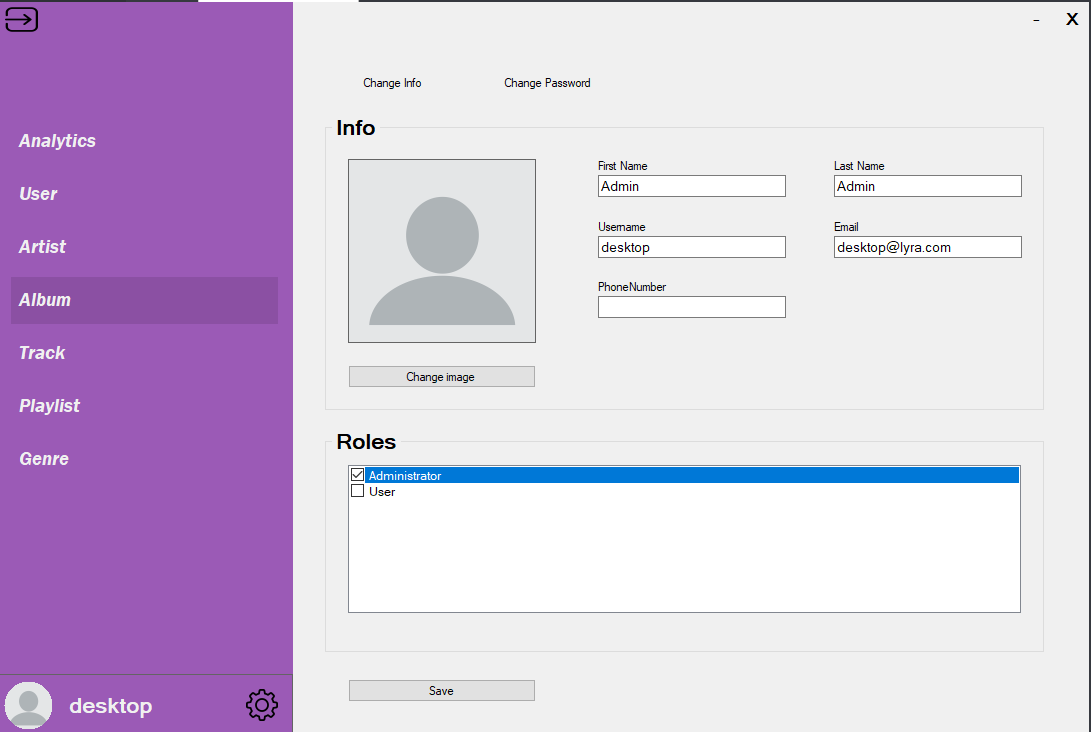 - X
Change Info Change Password
Analytics
User
Artist
Album
Track
Playlist
Genre
desktop
Info
First Name Last Name
Admin Admin
Username Email
desktop desktop@lyra.com
PhoneNumber
Change image
Roles
Administrator
User
Save